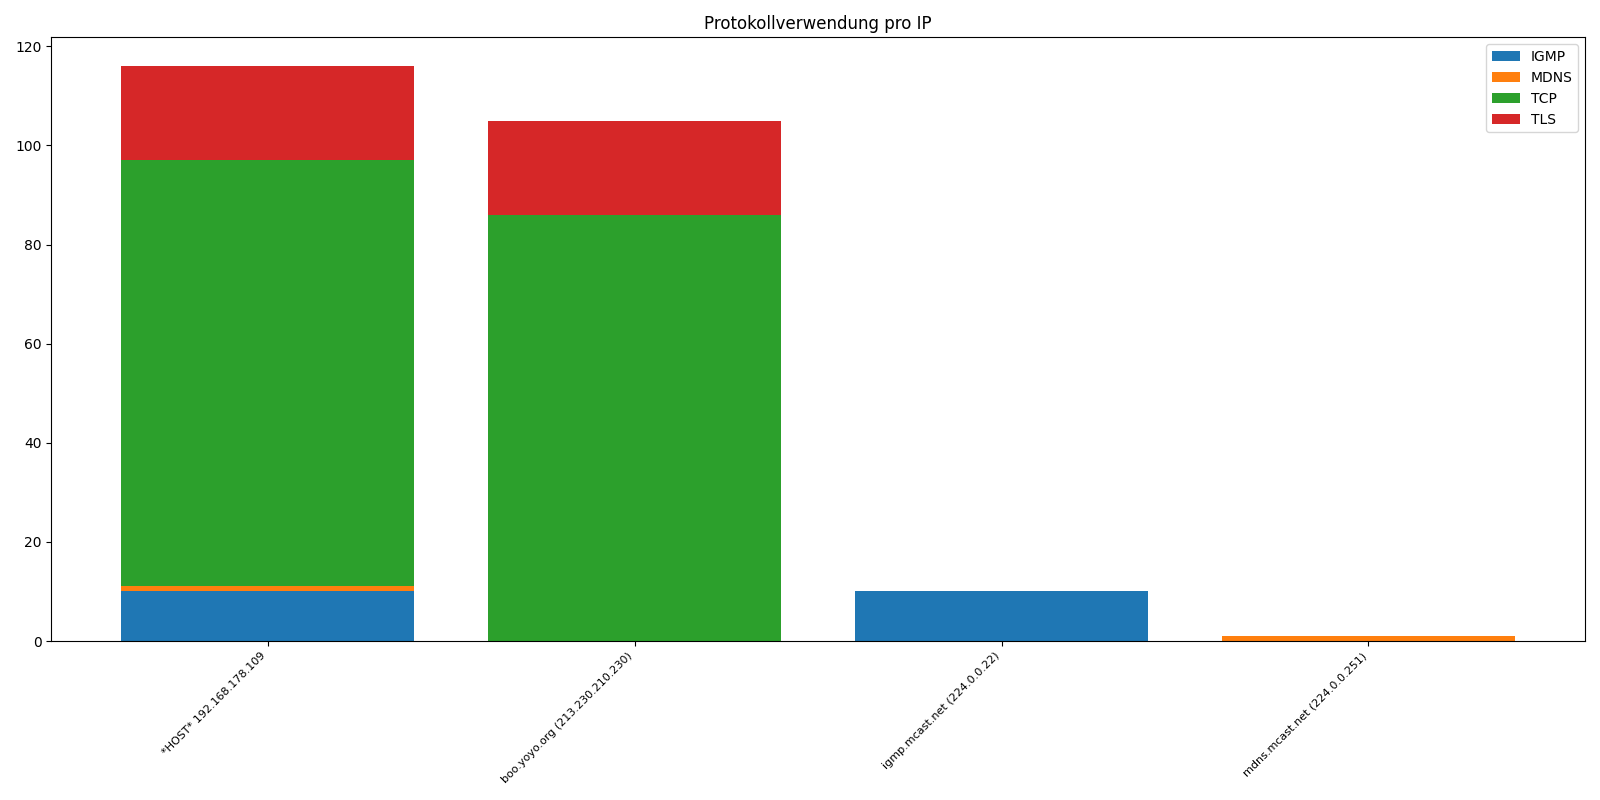 Protokollverwendung pro IP
120
100
80
60
40
20
0
IGMP
MDNS
TCP
TLS
*HOST* 192.168.178.109
boo.yoyo.org (213.230.210.230)
igmp.mcast.net (224.0.0.22)
mdns.mcast.net (224.0.0.251)